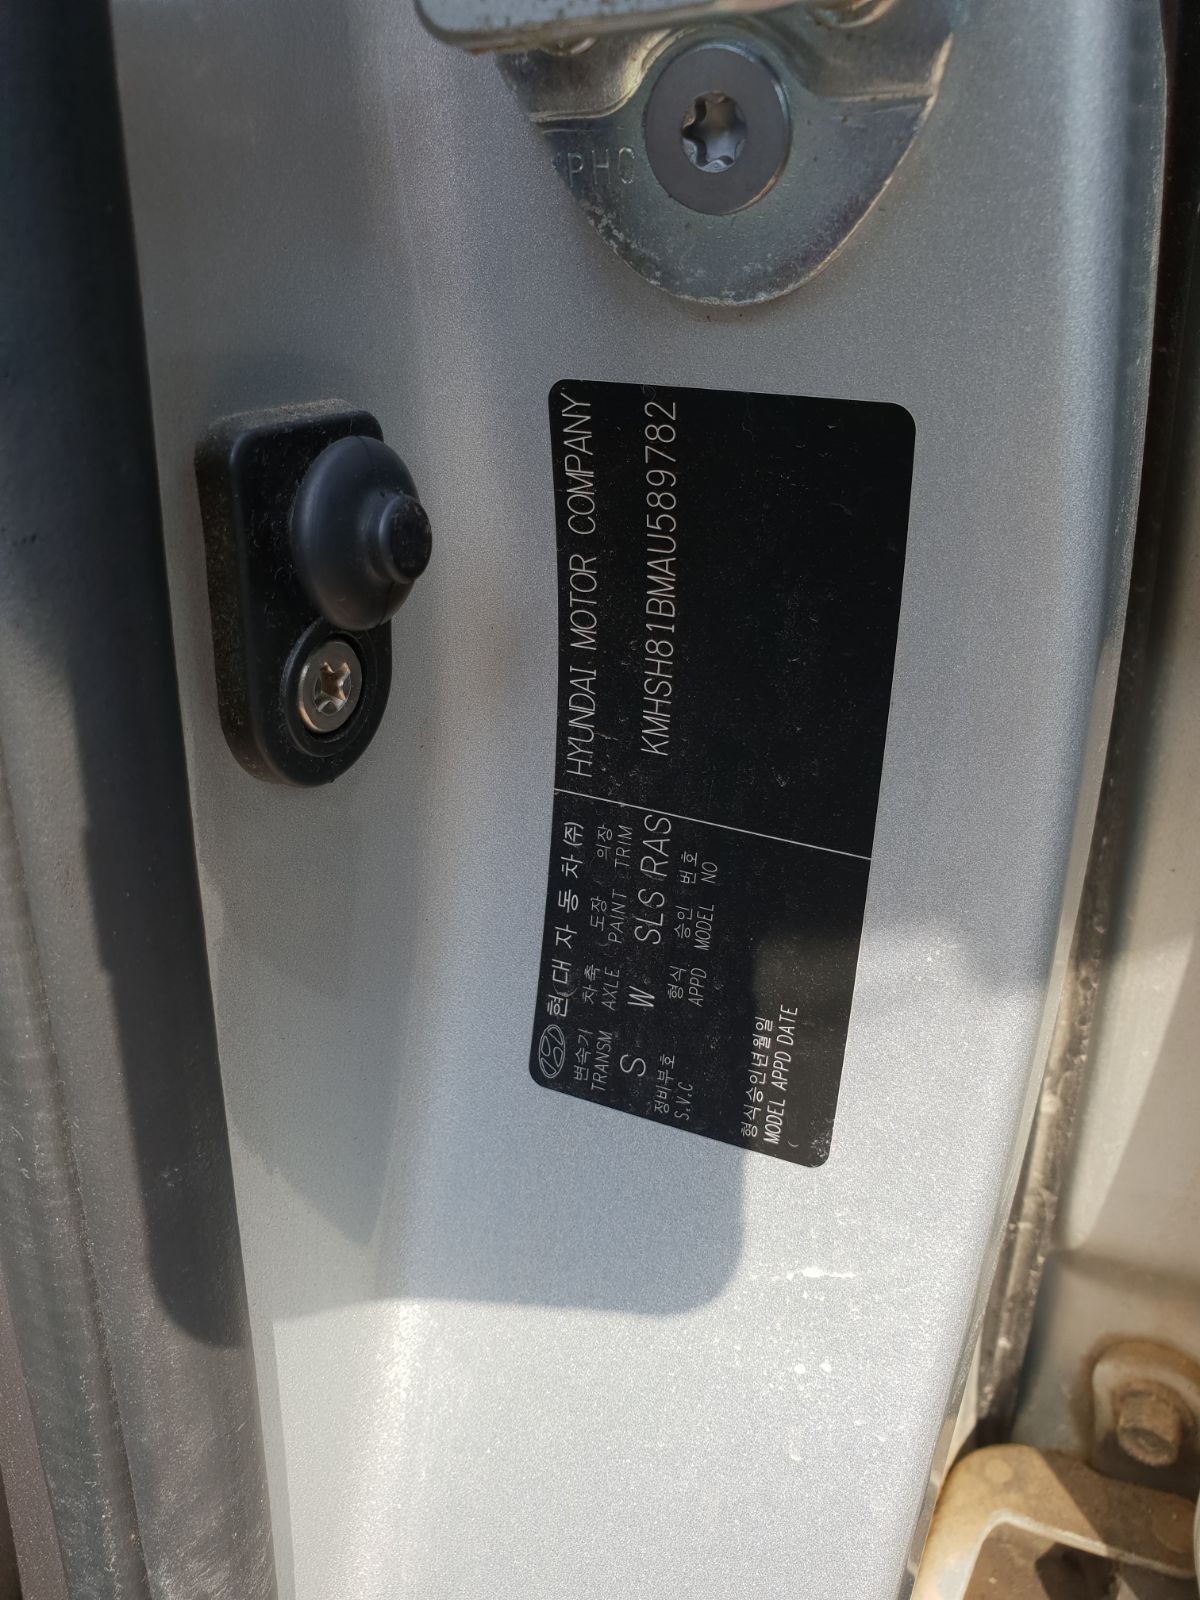 PHC
현대자동차(주) HYUNDAI MOTOR COMPANY
변속기 차축 ( 도장 의장
TRANSM AXLE PAINT TRIM
S W SLS RAS KMHSH81BMAU589782
정비부호 형식 승인 번호
S.V.C APPD MODEL NO
형식승인년월일
MODEL APPD DATE
(